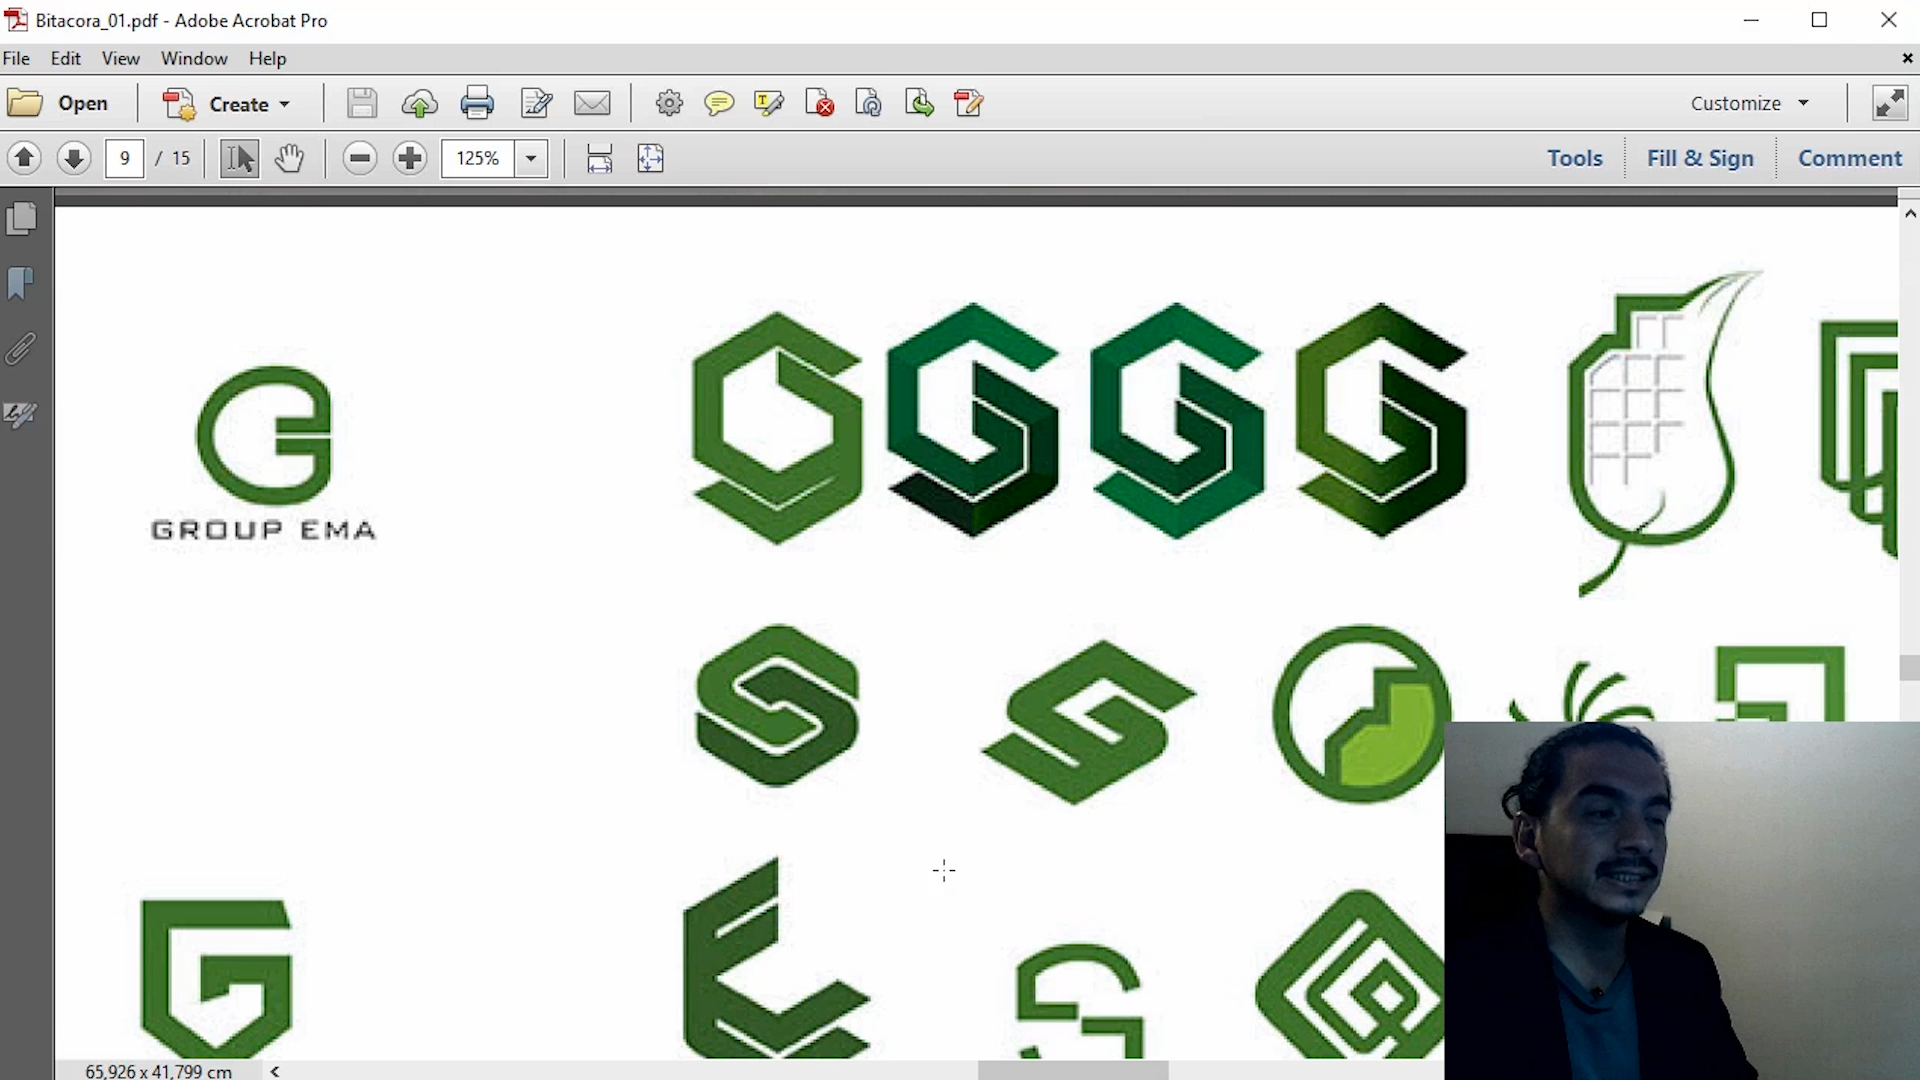 Bitacora_01.pdf - Adobe Acrobat Pro
File Edit View Window Help
Open Create Customize
9 / 15 125% Tools Fill & Sign Comment
GROUP EMA
65,926 x 41,799 cm